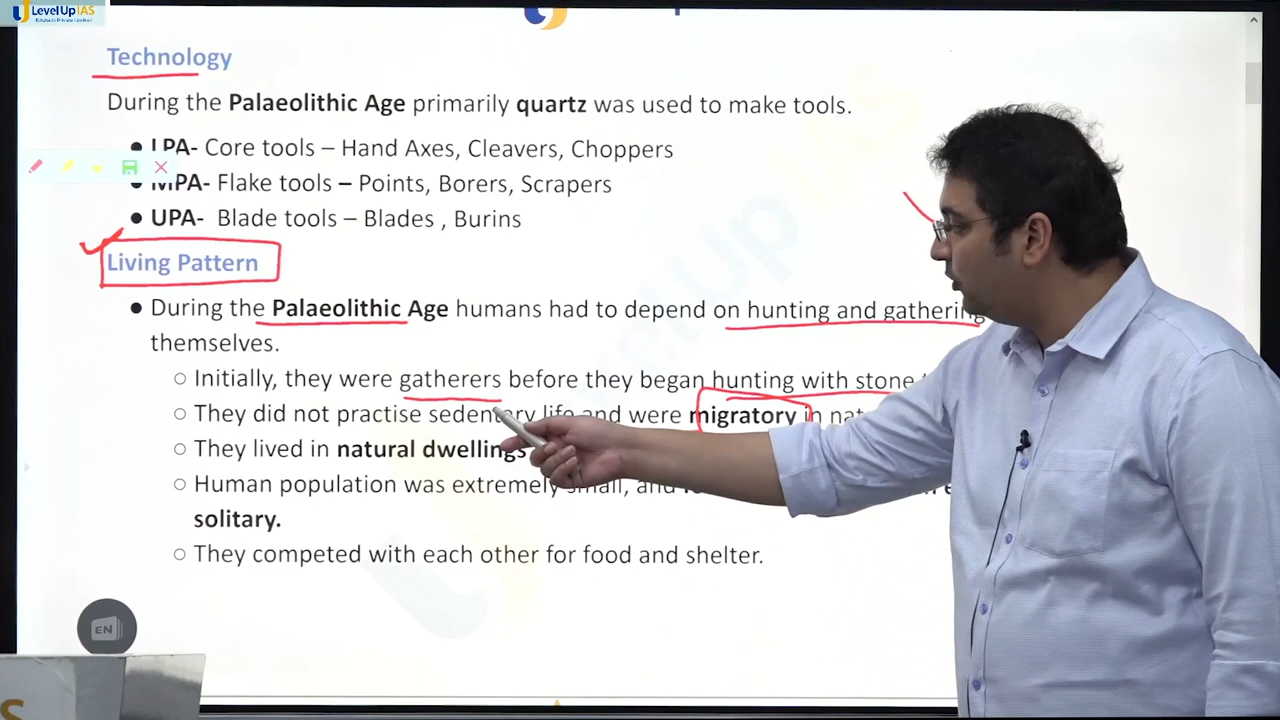 LevelUp IAS
Technology
During the Palaeolithic Age primarily quartz was used to make tools.
LPA- Core tools – Hand Axes, Cleavers, Choppers
MPA- Flake tools – Points, Borers, Scrapers
UPA- Blade tools – Blades , Burins
Living Pattern
During the Palaeolithic Age humans had to depend on hunting and gathering
themselves.
Initially, they were gatherers before they began hunting with stone
They did not practise sedentary life and were migratory in
They lived in natural dwellings
Human population was extremely small, and
solitary.
They competed with each other for food and shelter.
EN
LevelUp IAS
S